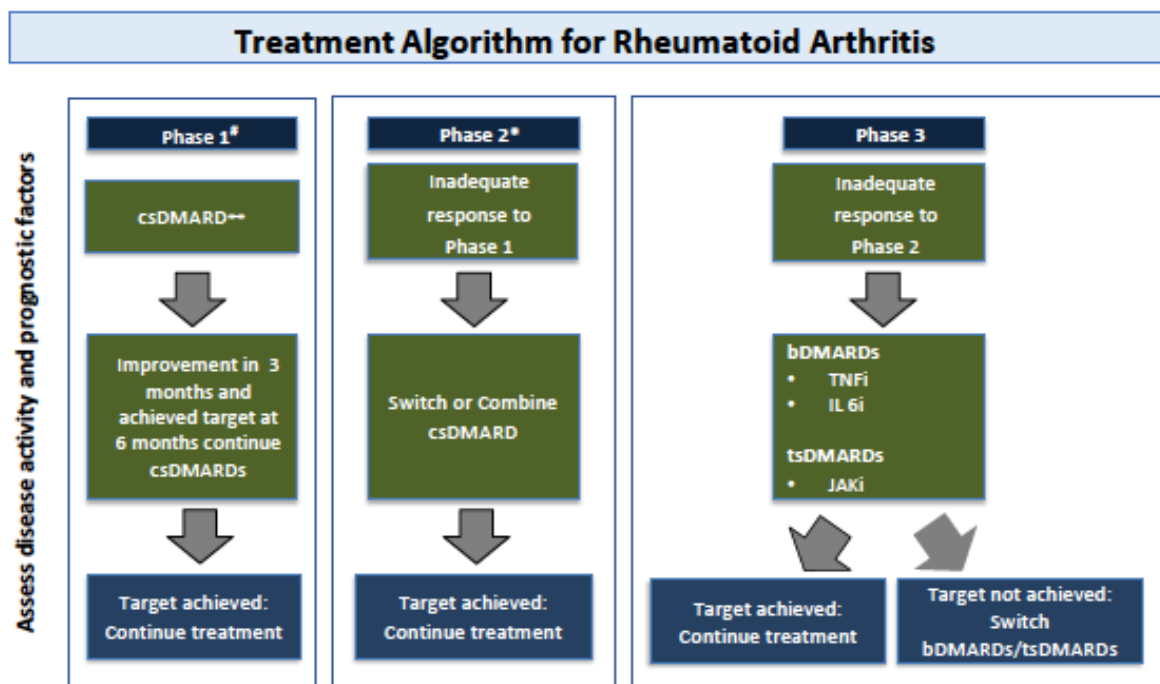 Treatment Algorithm for Rheumatoid Arthritis
Assess disease activity and prognostic factors
Phase 1#
csDMARD**
Improvement in 3
months and
achieved target at
6 months continue
csDMARDs
Target achieved:
Continue treatment
Phase 2*
Inadequate
response to
Phase 1
Switch or Combine
csDMARD
Target achieved:
Continue treatment
Phase 3
Inadequate
response to
Phase 2
bDMARDs
• TNFi
• IL 6i
tsDMARDs
• JAKi
Target achieved:
Continue treatment
Target not achieved:
Switch
bDMARDs/tsDMARDs